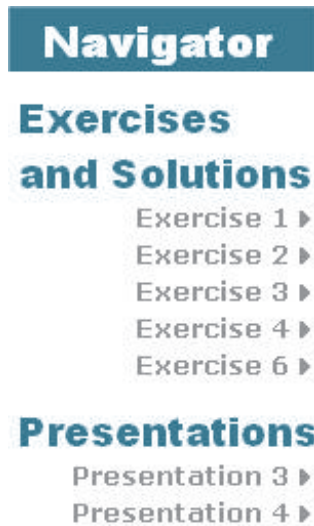 Navigator
Exercises
and Solutions
Exercise 1
Exercise 2
Exercise 3
Exercise 4
Exercise 6
Presentations
Presentation 3
Presentation 4